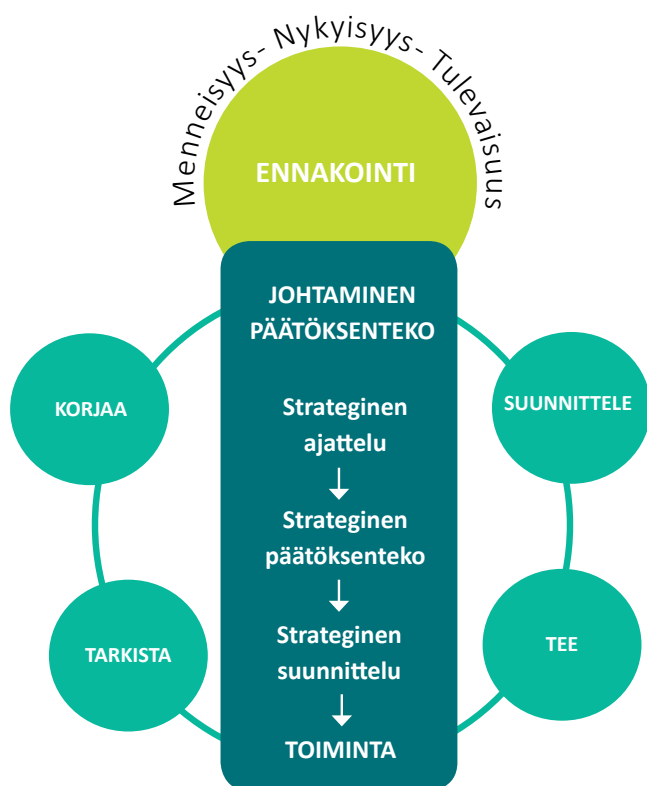 Menneisyys- Nykyisyys- Tulevaisuus
ENNAKOINTI
JOHTAMINEN
PÄÄTÖKSENTEKO
KORJAA
SUUNNITTELE
Strateginen
ajattelu
Strateginen
päätöksenteko
Strateginen
suunnittelu
TARKISTA
TEE
TOIMINTA